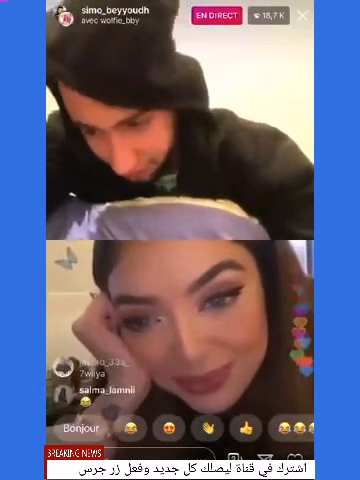 simo_beyyoudh
avec wolfie_bby
EN DIRECT
18,7 K
7wiiya
salma_lamnii
😂
Bonjour 😂 😍 👋 👍 😂😂😂
BREAKING NEWS
اشترك في قناة ليصلك كل جديد وفعل زر جرس